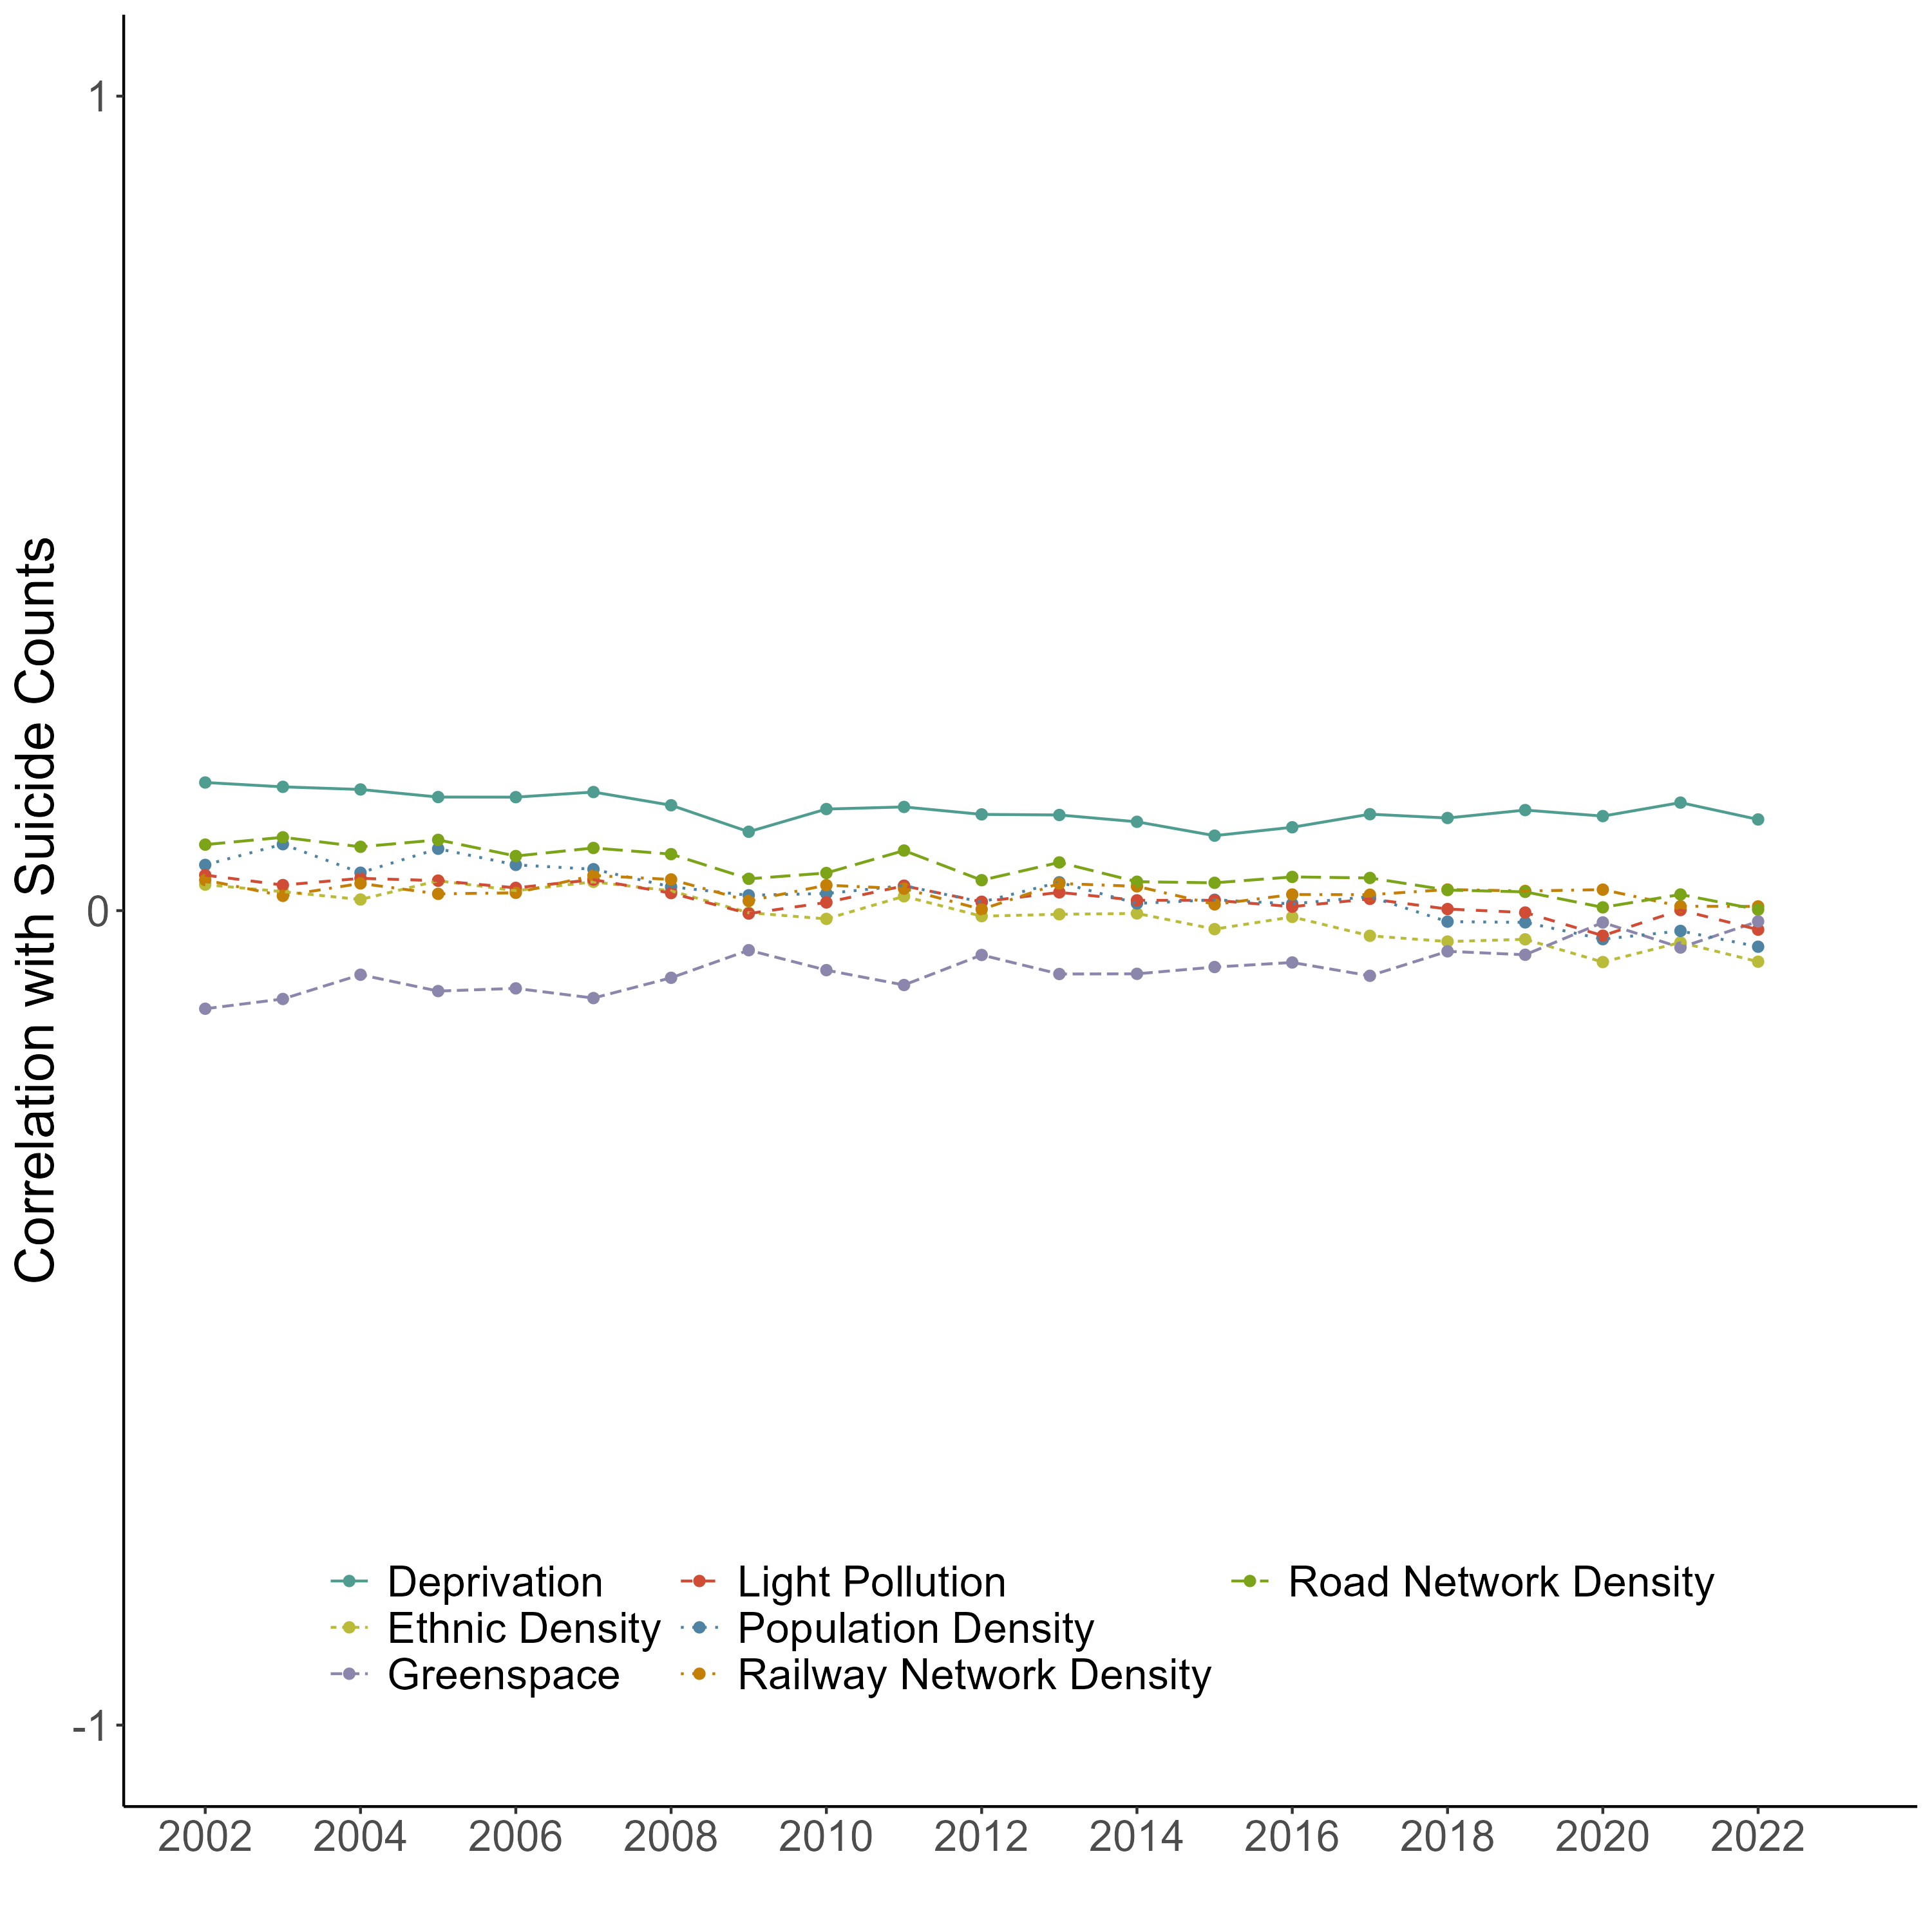 Correlation with Suicide Counts
1
0
-1
Deprivation
Ethnic Density
Greenspace
Light Pollution
Population Density
Railway Network Density
Road Network Density
2002 2004 2006 2008 2010 2012 2014 2016 2018 2020 2022